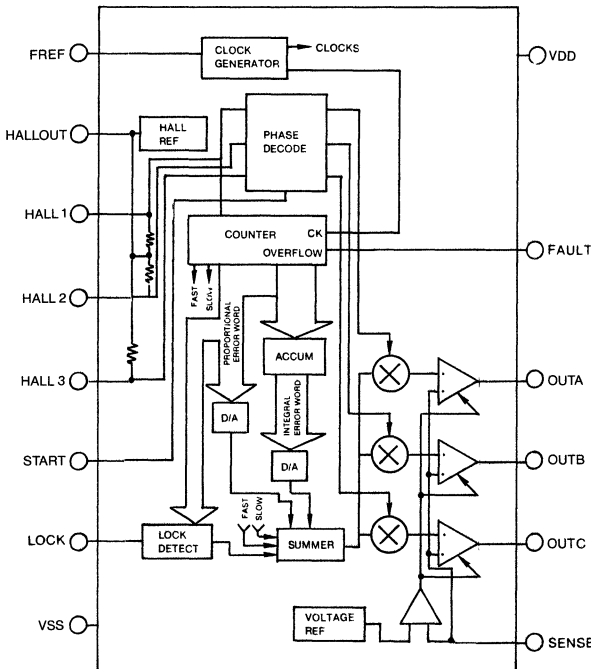 FREF
CLOCK
GENERATOR
CLOCKS
VDD
HALLOUT
HALL
REF
PHASE
DECODE
HALL 1
COUNTER
CK
OVERFLOW
FAULT
FAST
SLOW
HALL 2
PROPORTIONAL
ERROR WORD
ACCUM
HALL 3
D/A
INTEGRAL
ERROR WORD
OUTA
START
D/A
OUTB
FAST
SLOW
LOCK
LOCK
DETECT
SUMMER
OUTC
VSS
VOLTAGE
REF
SENSE